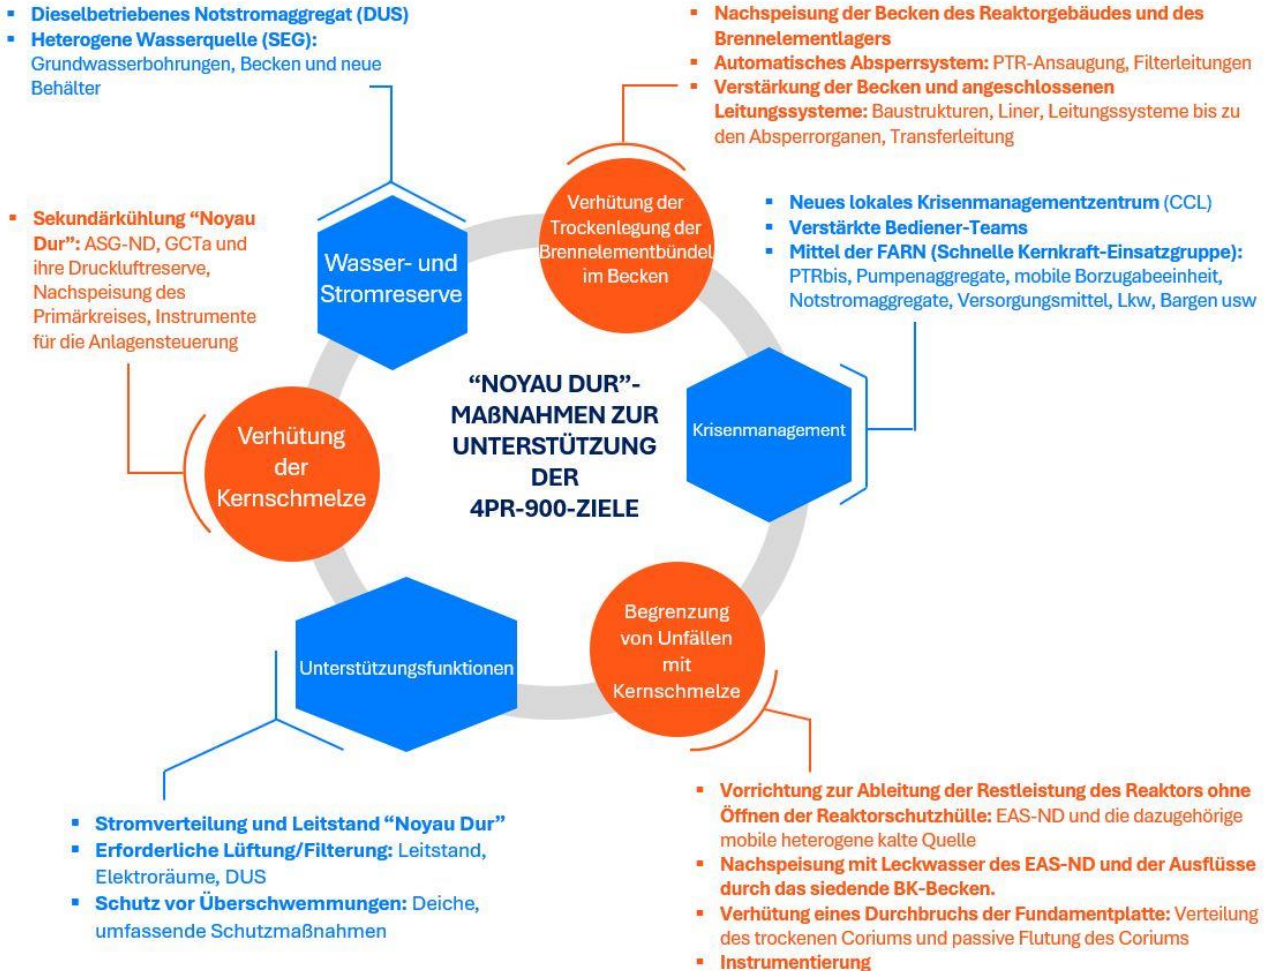 ▪ Dieselbetriebenes Notstromaggregat (DUS)
▪ Heterogene Wasserquelle (SEG):
Grundwasserbohrungen, Becken und neue
Behälter
▪ Nachspeisung der Becken des Reaktorgebäudes und des
Brennelementlagers
▪ Automatisches Absperrsystem: PTR-Ansaugung, Filterleitungen
▪ Verstärkung der Becken und angeschlossenen
Leitungssysteme: Baustrukturen, Liner, Leitungssysteme bis zu
den Absperrorganen, Transferleitung
▪ Sekundärkühlung “Noyau
Dur”: ASG-ND, GCTa und
ihre Druckluftreserve,
Nachspeisung des
Primärkreises, Instrumente
für die Anlagensteuerung
Wasser- und
Stromreserve
Verhütung der
Trockenlegung der
Brennelementbündel
im Becken
▪ Neues lokales Krisenmanagementzentrum (CCL)
▪ Verstärkte Bediener-Teams
▪ Mittel der FARN (Schnelle Kernkraft-Einsatzgruppe):
PTRbis, Pumpenaggregate, mobile Borzugabeeinheit,
Notstromaggregate, Versorgungsmittel, Lkw, Bargen usw
“NOYAU DUR”-
MAßNAHMEN ZUR
UNTERSTÜTZUNG
DER
4PR-900-ZIELE
Verhütung
der
Kernschmelze
Krisenmanagement
Unterstützungsfunktionen
Begrenzung
von Unfällen
mit
Kernschmelze
▪ Stromverteilung und Leitstand “Noyau Dur”
▪ Erforderliche Lüftung/Filterung: Leitstand,
Elektroräume, DUS
▪ Schutz vor Überschwemmungen: Deiche,
umfassende Schutzmaßnahmen
▪ Vorrichtung zur Ableitung der Restleistung des Reaktors ohne
Öffnen der Reaktorschutzhülle: EAS-ND und die dazugehörige
mobile heterogene kalte Quelle
▪ Nachspeisung mit Leckwasser des EAS-ND und der Ausflüsse
durch das siedende BK-Becken.
▪ Verhütung eines Durchbruchs der Fundamentplatte: Verteilung
des trockenen Coriums und passive Flutung des Coriums
▪ Instrumentierung